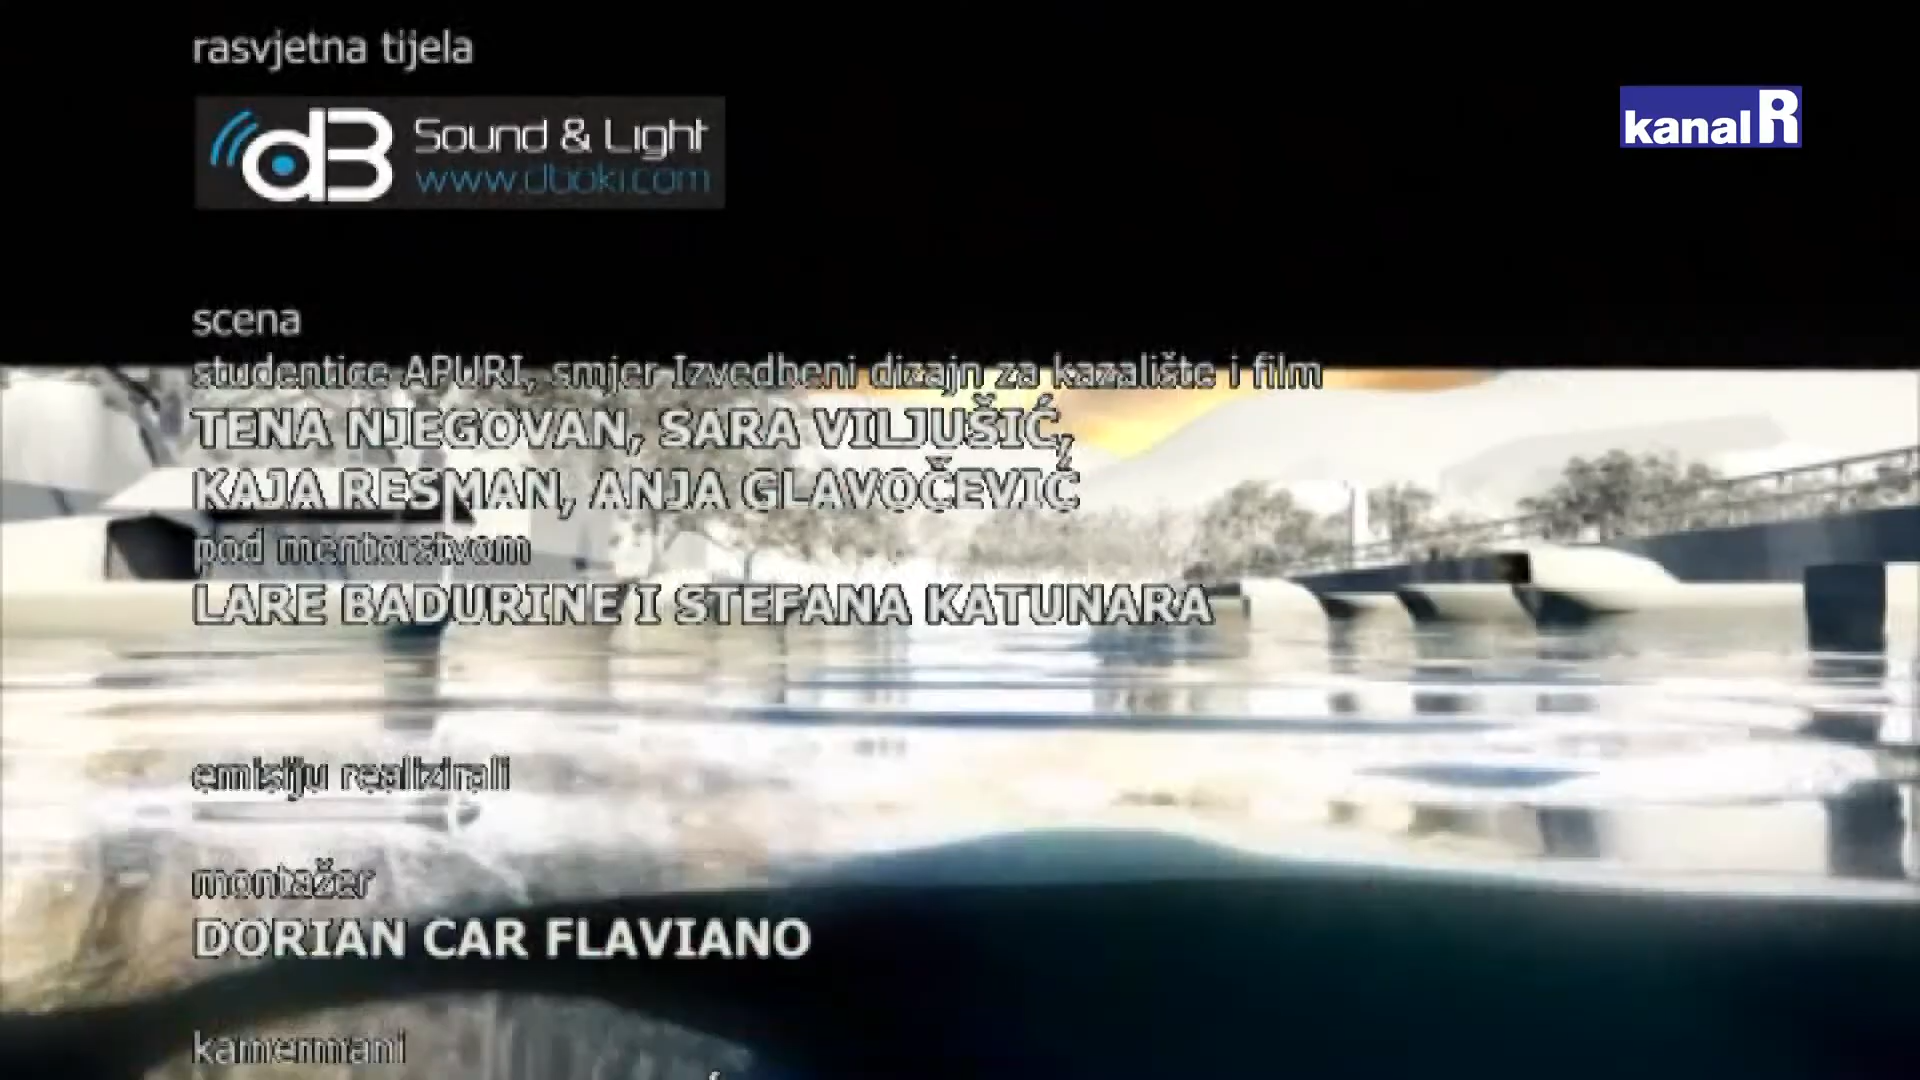 rasvjetna tijela
dB Sound & Light
www.dboki.com
kanal R
scena
studentice APURI, smjer Izvedbeni dizajn za kazalište i film
TENA NJEGOVAN, SARA VILJUŠIĆ,
KAJA RESMAN, ANJA GLAVOČEVIĆ
pod mentorstvom
LARE BADURINE I STEFANA KATUNARA
emisiju realizirali
montažer
DORIAN CAR FLAVIANO
kamermani